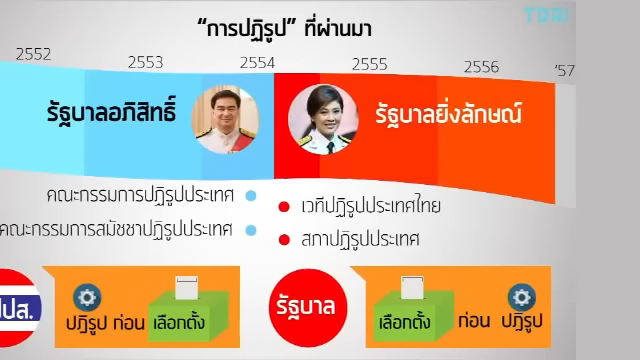 TDRI
“การปฏิรูป” ที่ผ่านมา
2552 2553 2554 2555 2556 '57
รัฐบาลอภิสิทธิ์ รัฐบาลยิ่งลักษณ์
คณะกรรมการปฏิรูปประเทศ
คณะกรรมการสมัชชาปฏิรูปประเทศ
เวทีปฏิรูปประเทศไทย
สภาปฏิรูปประเทศ
ปปส.
ปฏิรูป ก่อน เลือกตั้ง
รัฐบาล
เลือกตั้ง ก่อน ปฏิรูป